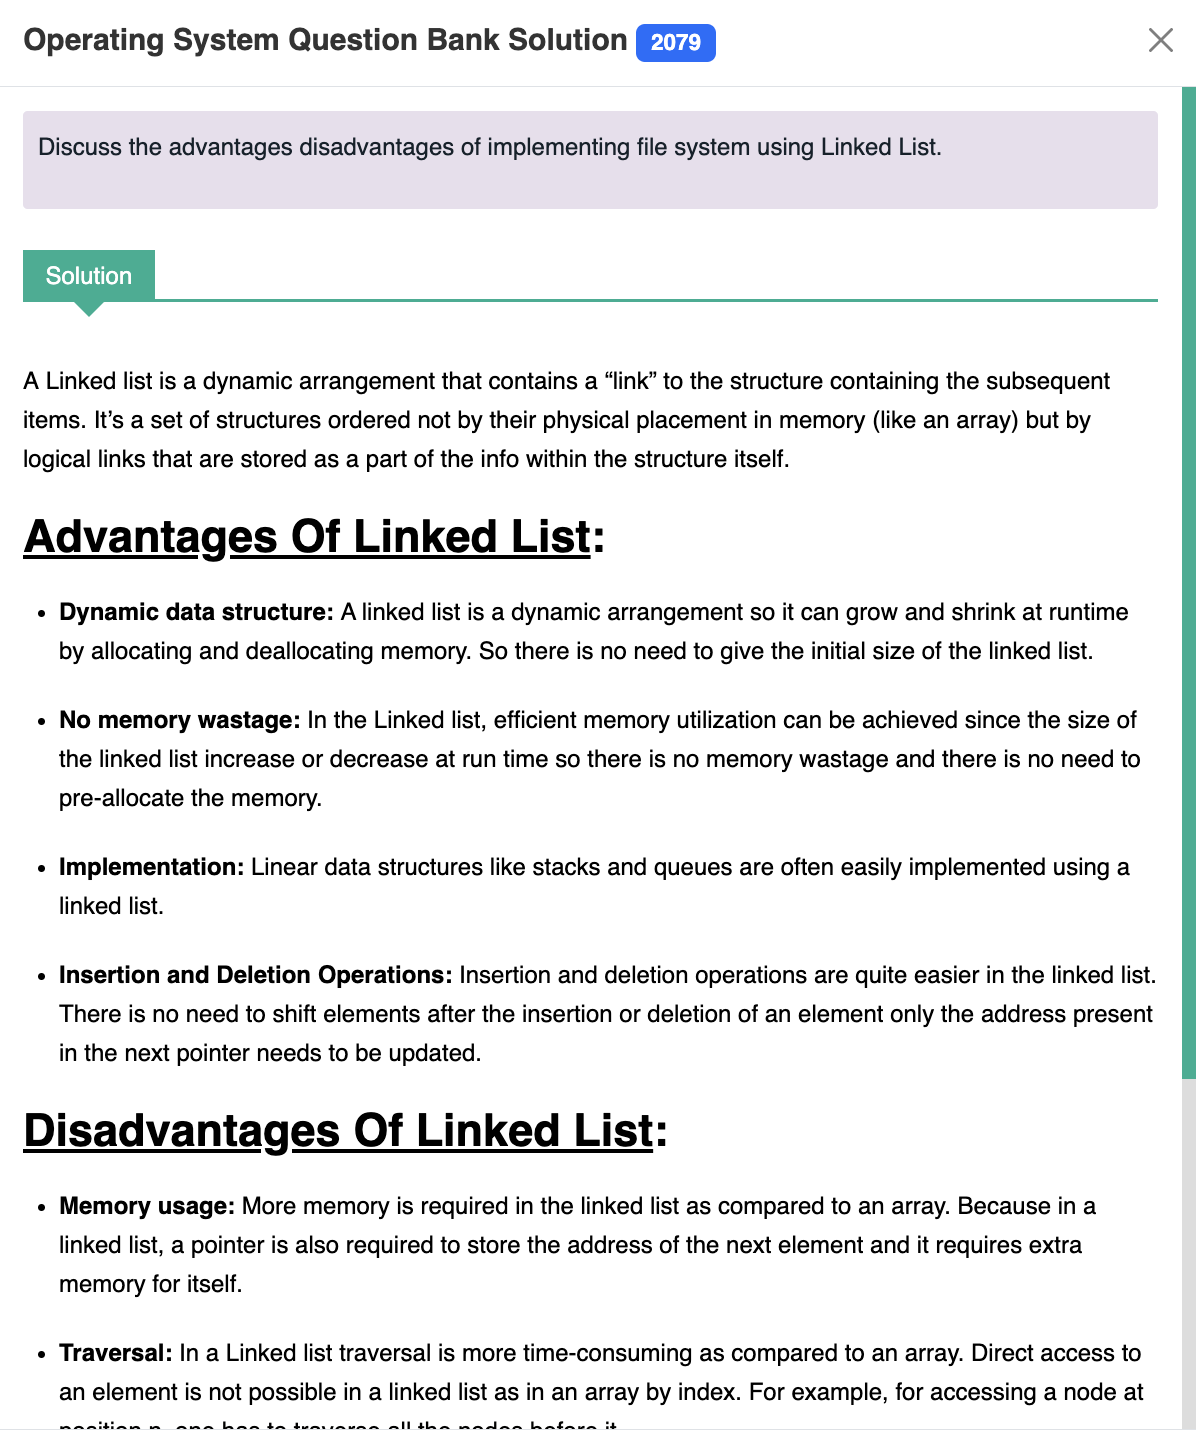 Operating System Question Bank Solution 2079
Discuss the advantages disadvantages of implementing file system using Linked List.
Solution
A Linked list is a dynamic arrangement that contains a “link” to the structure containing the subsequent
items. It’s a set of structures ordered not by their physical placement in memory (like an array) but by
logical links that are stored as a part of the info within the structure itself.
Advantages Of Linked List:
• Dynamic data structure: A linked list is a dynamic arrangement so it can grow and shrink at runtime
by allocating and deallocating memory. So there is no need to give the initial size of the linked list.
• No memory wastage: In the Linked list, efficient memory utilization can be achieved since the size of
the linked list increase or decrease at run time so there is no memory wastage and there is no need to
pre-allocate the memory.
• Implementation: Linear data structures like stacks and queues are often easily implemented using a
linked list.
• Insertion and Deletion Operations: Insertion and deletion operations are quite easier in the linked list.
There is no need to shift elements after the insertion or deletion of an element only the address present
in the next pointer needs to be updated.
Disadvantages Of Linked List:
• Memory usage: More memory is required in the linked list as compared to an array. Because in a
linked list, a pointer is also required to store the address of the next element and it requires extra
memory for itself.
• Traversal: In a Linked list traversal is more time-consuming as compared to an array. Direct access to
an element is not possible in a linked list as in an array by index. For example, for accessing a node at
position n, one has to traverse all the nodes before it.